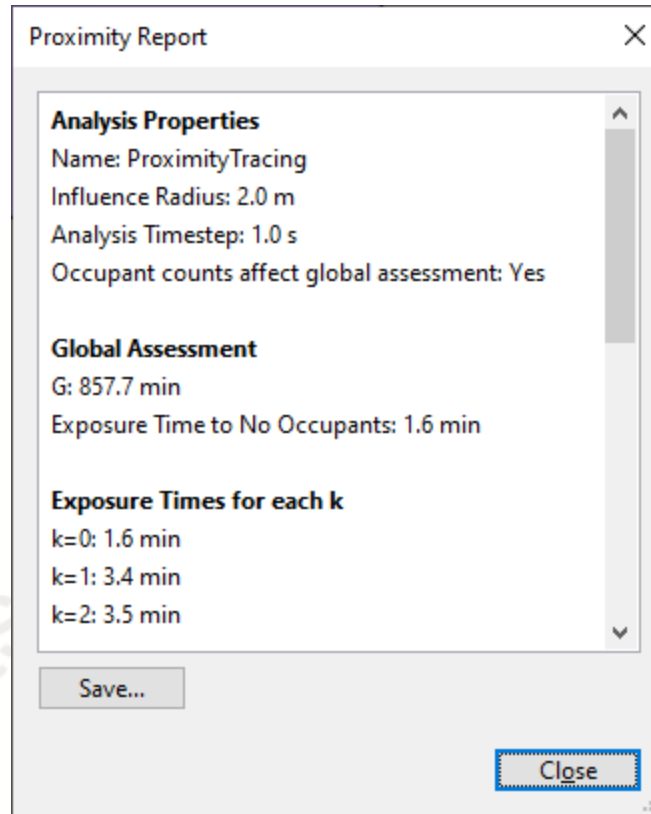 Proximity Report
Analysis Properties
Name: ProximityTracing
Influence Radius: 2.0 m
Analysis Timestep: 1.0 s
Occupant counts affect global assessment: Yes
Global Assessment
G: 857.7 min
Exposure Time to No Occupants: 1.6 min
Exposure Times for each k
k=0: 1.6 min
k=1: 3.4 min
k=2: 3.5 min
Save...
Close